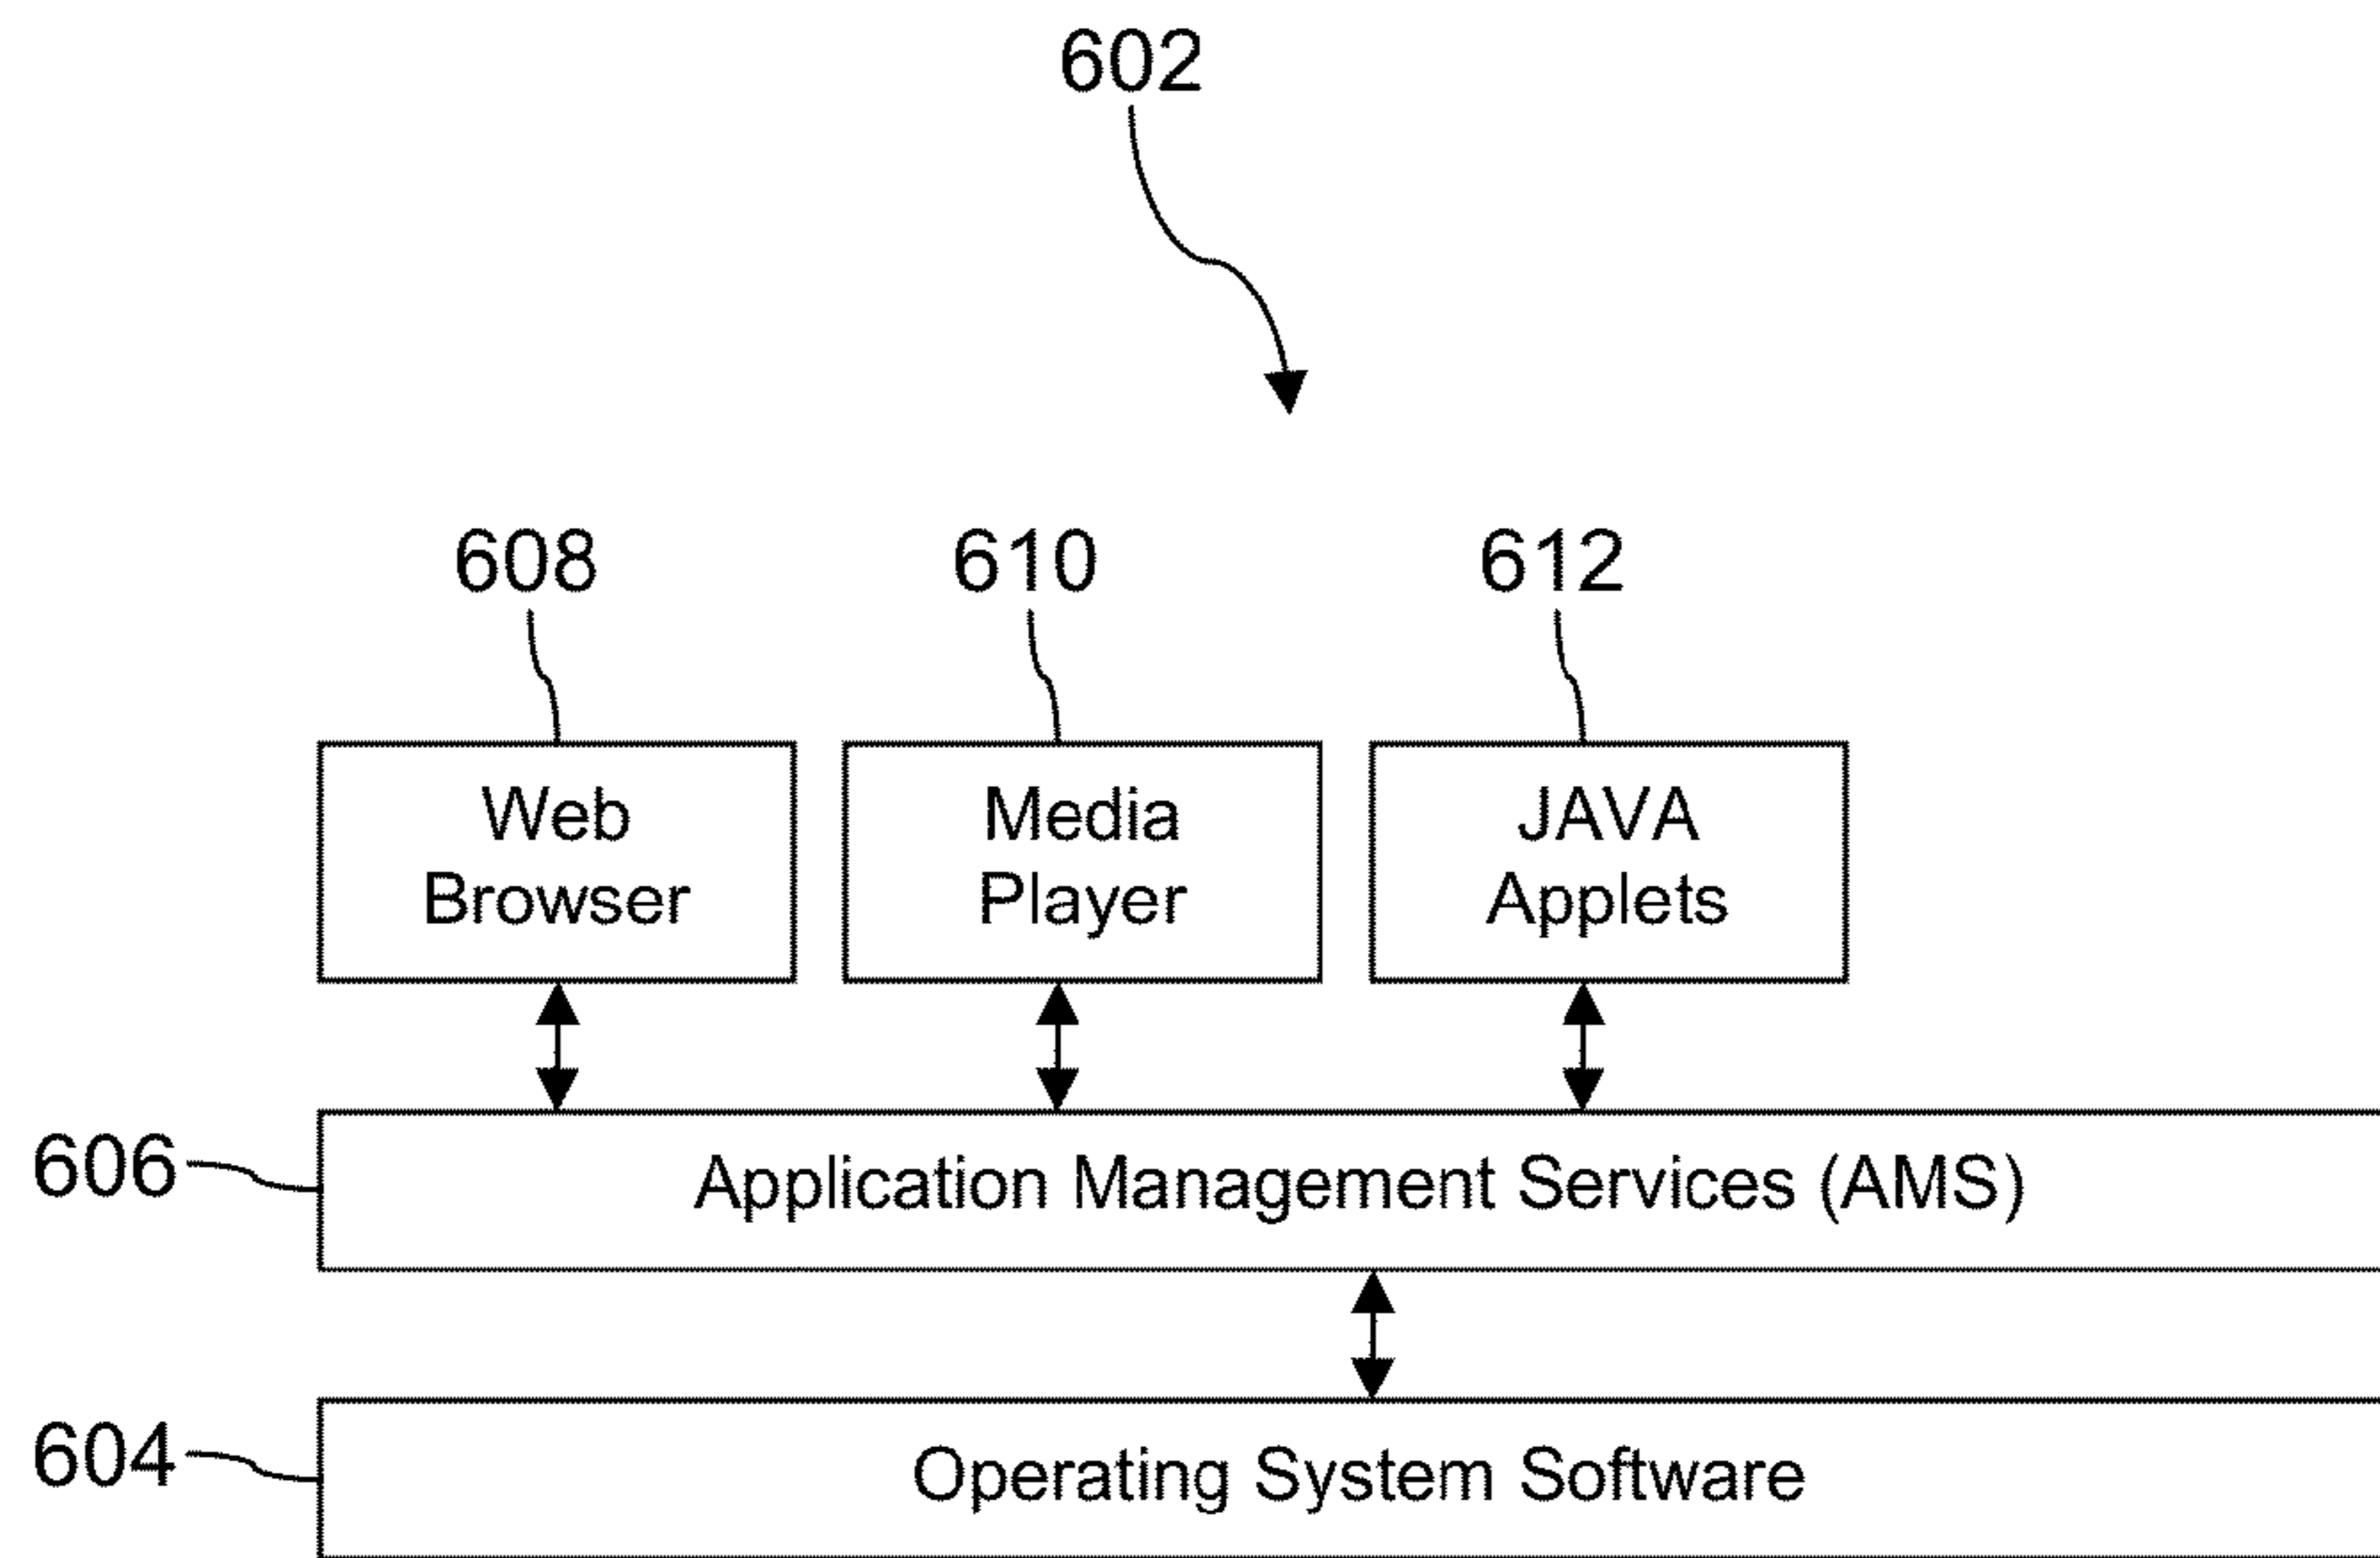 602
608
610
612
Web
Browser
Media
Player
JAVA
Applets
606
Application Management Services (AMS)
604
Operating System Software